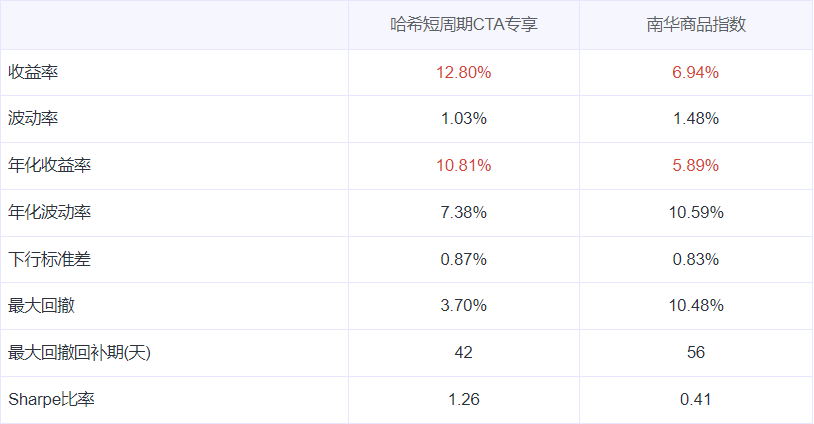 哈希短周期CTA专享 南华商品指数
收益率 12.80% 6.94%
波动率 1.03% 1.48%
年化收益率 10.81% 5.89%
年化波动率 7.38% 10.59%
下行标准差 0.87% 0.83%
最大回撤 3.70% 10.48%
最大回撤回补期(天) 42 56
Sharpe比率 1.26 0.41